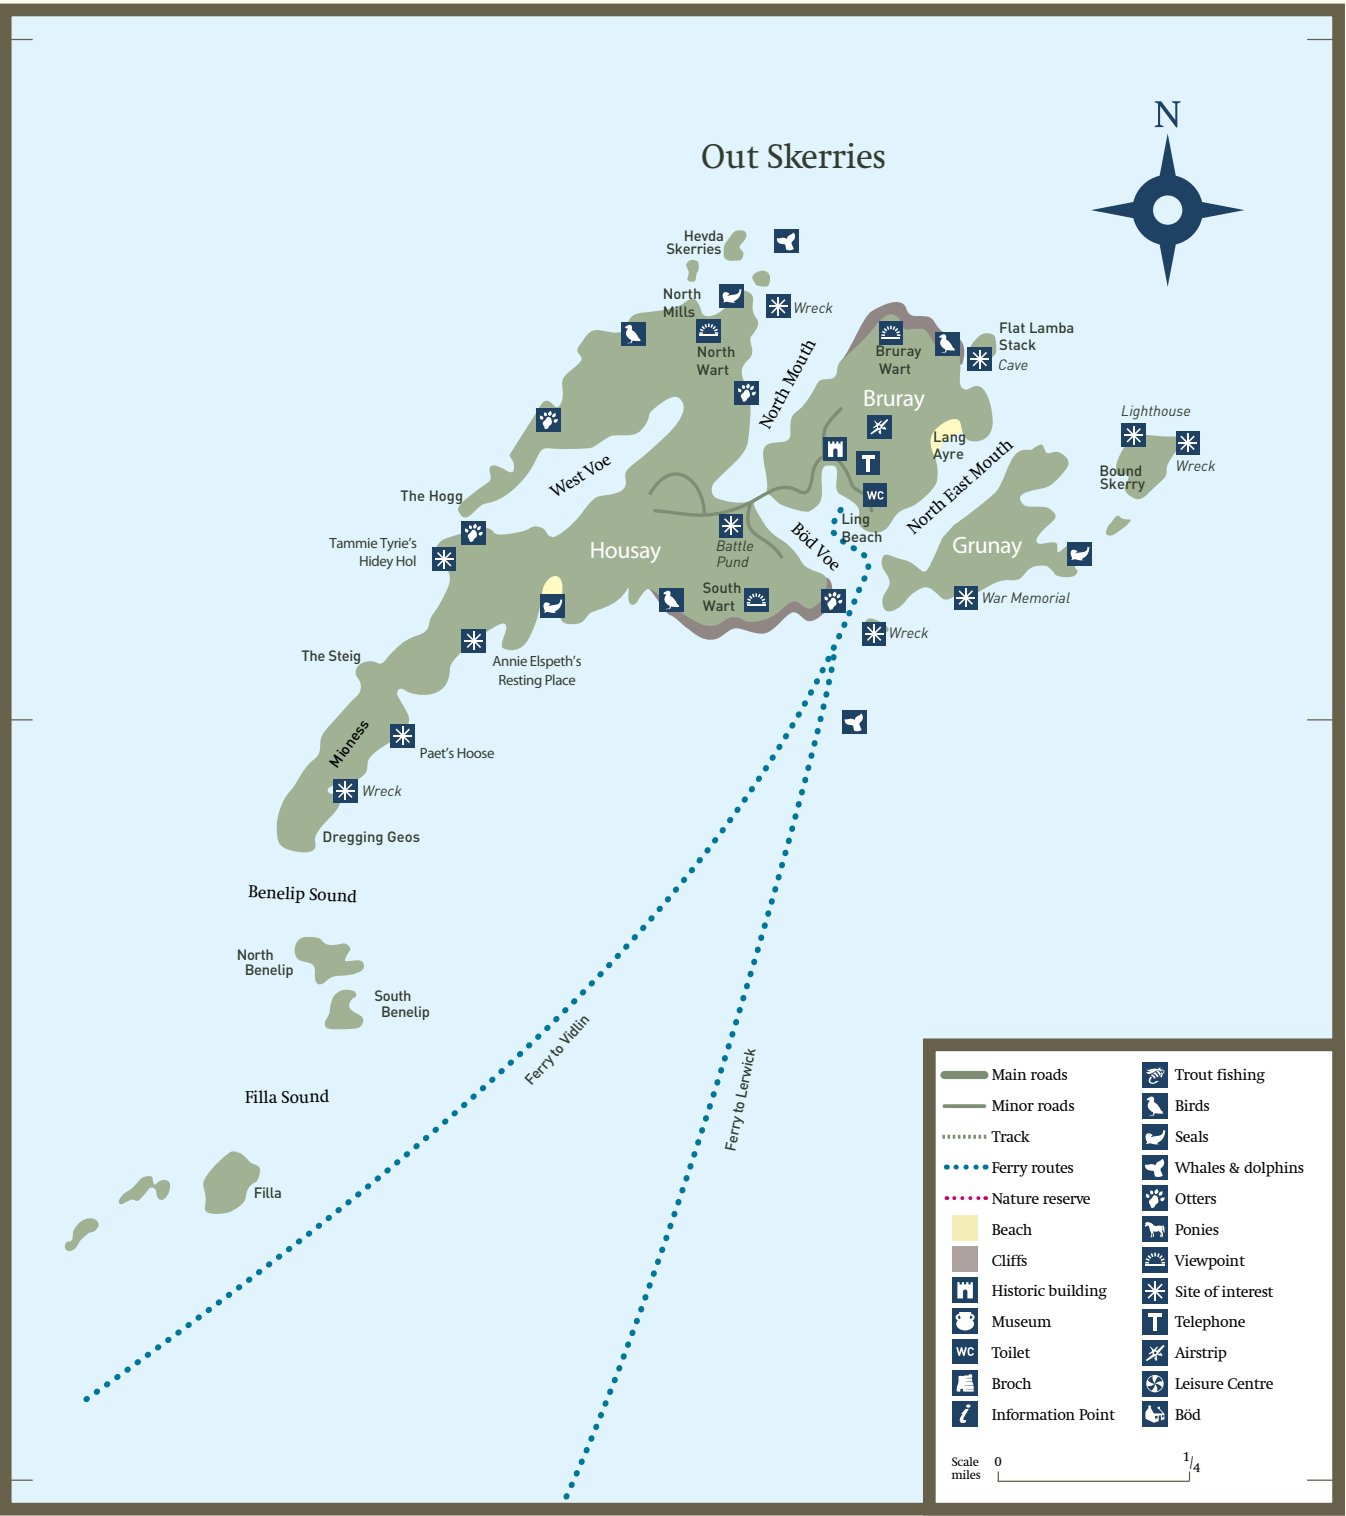 N
Out Skerries
Hevda
Skerries
North
Mills
Wreck
North
Wart
North Mouth
Bruray
Wart
Flat Lamba
Stack
Cave
Bruray
Lang
Ayre
Lighthouse
Wreck
Bound
Skerry
North East Mouth
West Voe
The Hogg
WC
Ling
Beach
Böd Voe
Tammie Tyrie's
Hidey Hol
Housay
Battle
Pund
Grunay
South
Wart
War Memorial
Wreck
The Steig
Annie Elspeth's
Resting Place
Mioness
Paet's Hoose
Wreck
Dregging Geos
Benelip Sound
North
Benelip
South
Benelip
Ferry to Vidlin
Ferry to Lerwick
Filla Sound
Filla
Main roads
Minor roads
Track
Ferry routes
Nature reserve
Beach
Cliffs
Historic building
Museum
WC Toilet
Broch
i Information Point
Trout fishing
Birds
Seals
Whales & dolphins
Otters
Ponies
Viewpoint
Site of interest
T Telephone
Airstrip
Leisure Centre
Böd
Scale
miles
0
1/4